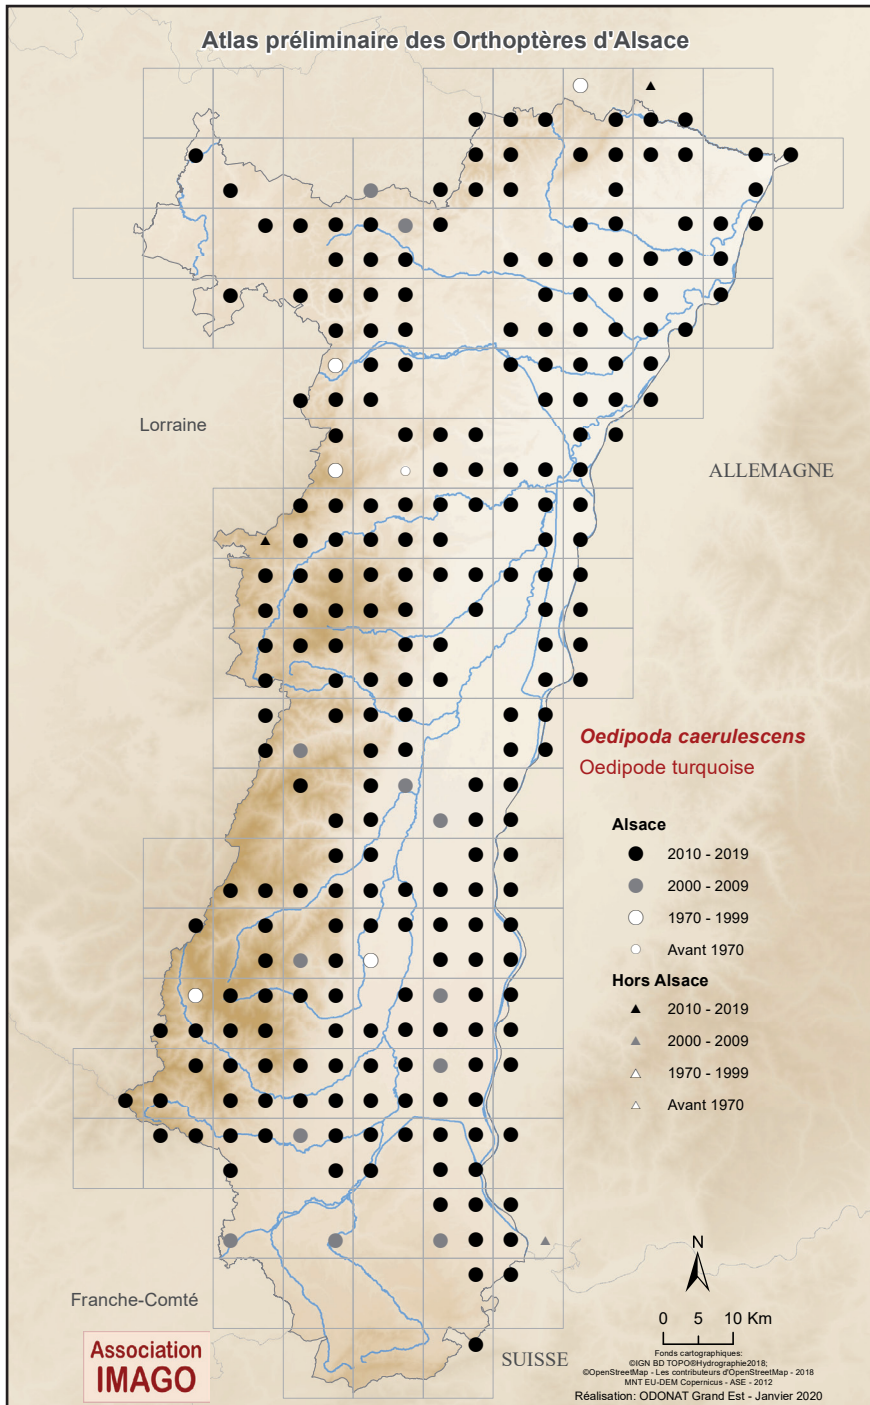 Atlas préliminaire des Orthoptères d'Alsace
Lorraine
ALLEMAGNE
Oedipoda caerulescens
Oedipode turquoise
Alsace
2010 - 2019
2000 - 2009
1970 - 1999
Avant 1970
Hors Alsace
2010 - 2019
2000 - 2009
1970 - 1999
Avant 1970
N
0 5 10 Km
Franche-Comté
Association
IMAGO
SUISSE
Fonds cartographiques:
©IGN BD TOPO®Hydrographie2018;
©OpenStreetMap - Les contributeurs d'OpenStreetMap - 2018
MNT EU-DEM Copernicus - ASE - 2012
Réalisation: ODONAT Grand Est - Janvier 2020